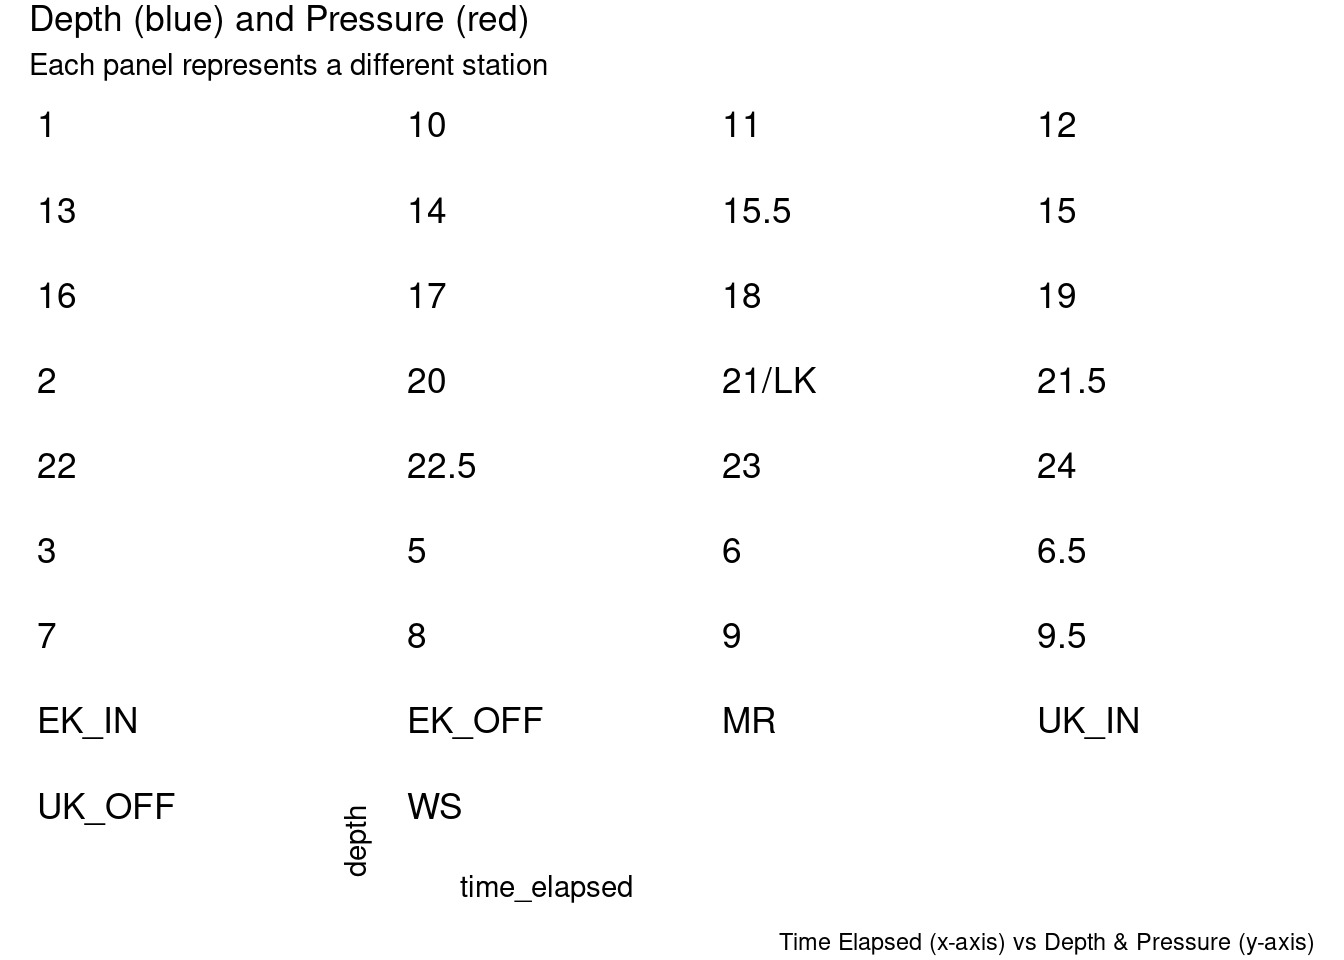 Depth (blue) and Pressure (red)
Each panel represents a different station
1 10 11 12
13 14 15.5 15
16 17 18 19
2 20 21/LK 21.5
22 22.5 23 24
3 5 6 6.5
7 8 9 9.5
EK_IN EK_OFF MR UK_IN
UK_OFF WS
depth
time_elapsed
Time Elapsed (x-axis) vs Depth & Pressure (y-axis)